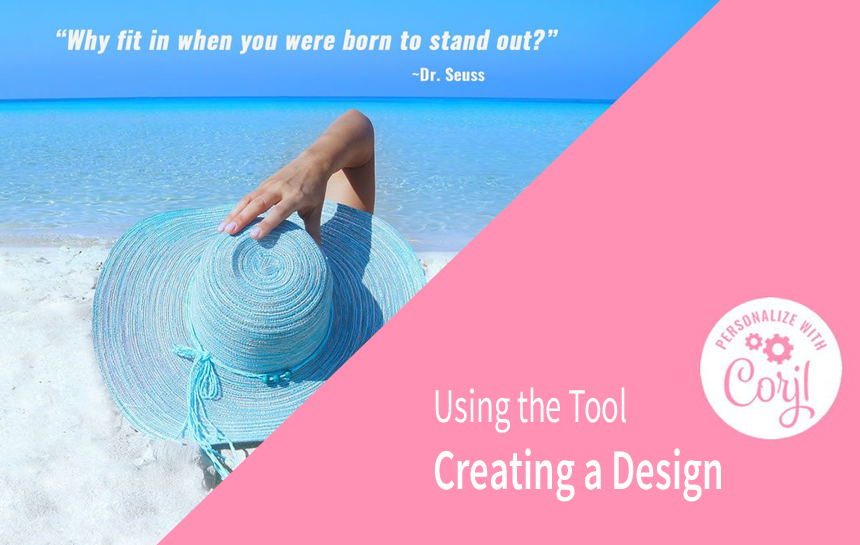 “Why fit in when you were born to stand out?”
~Dr. Seuss
PERSONALIZE WITH
Corjl
Using the Tool
Creating a Design